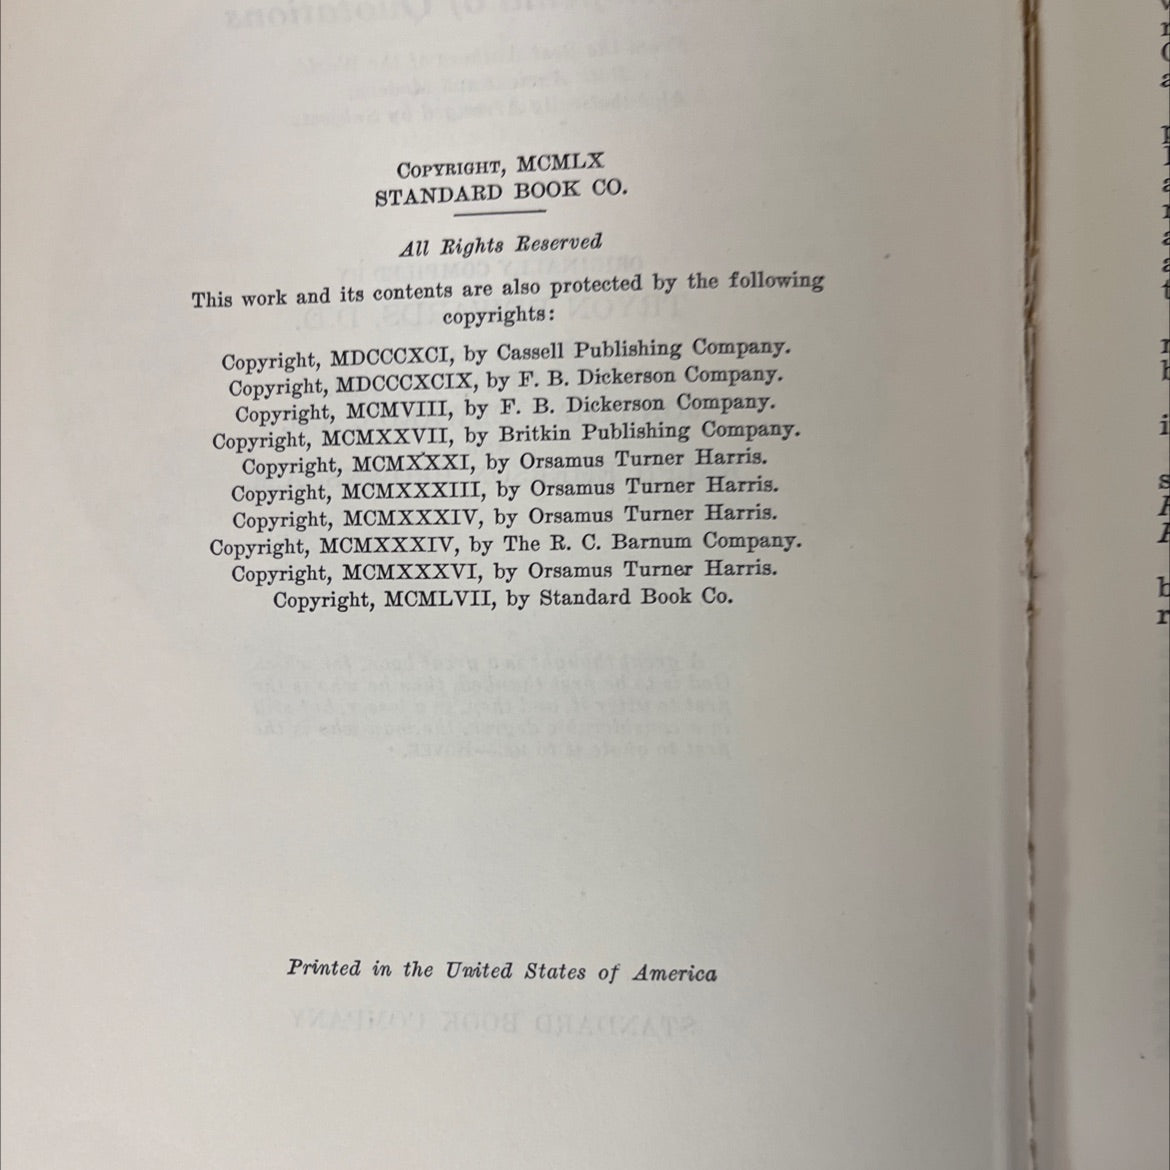 COPYRIGHT, MCMLX
STANDARD BOOK CO.
All Rights Reserved
This work and its contents are also protected by the following
copyrights:
Copyright, MDCCCXCI, by Cassell Publishing Company.
Copyright, MDCCCXCIX, by F. B. Dickerson Company.
Copyright, MCMVIII, by F. B. Dickerson Company.
Copyright, MCMXXVII, by Britkin Publishing Company.
Copyright, MCMXXXI, by Orsamus Turner Harris.
Copyright, MCMXXXIII, by Orsamus Turner Harris.
Copyright, MCMXXXIV, by Orsamus Turner Harris.
Copyright, MCMXXXIV, by The R. C. Barnum Company.
Copyright, MCMXXXVI, by Orsamus Turner Harris.
Copyright, MCMLVII, by Standard Book Co.
Printed in the United States of America